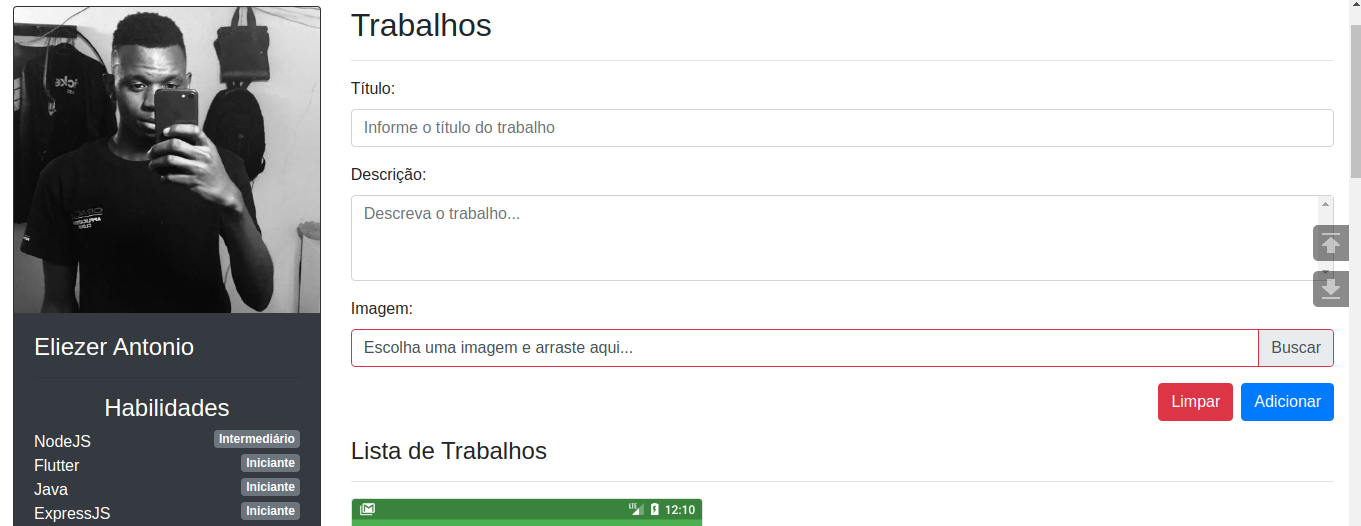 Trabalhos
Título:
Informe o título do trabalho
Descrição:
Descreva o trabalho...
Imagem:
Escolha uma imagem e arraste aqui...
Buscar
Limpar
Adicionar
Lista de Trabalhos
LTE
12:10
Eliezer Antonio
Habilidades
NodeJS Intermediário
Flutter Iniciante
Java Iniciante
ExpressJS Iniciante